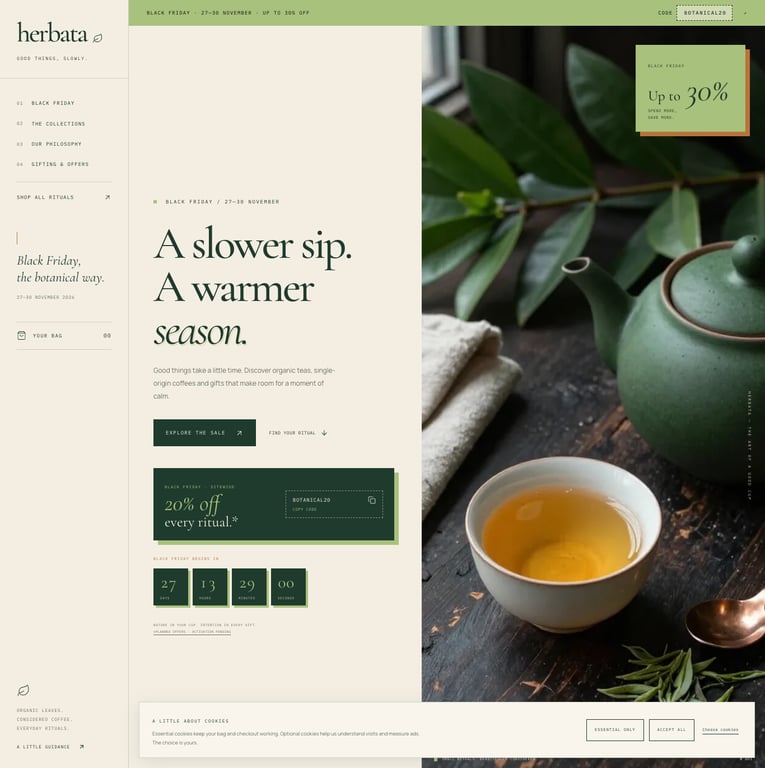 herbata
GOOD THINGS, SLOWLY.
01 BLACK FRIDAY
02 THE COLLECTIONS
03 OUR PHILOSOPHY
04 GIFTING & OFFERS
SHOP ALL RITUALS
Black Friday,
the botanical way.
27–30 NOVEMBER 2026
YOUR BAG 00
ORGANIC LEAVES.
CONSIDERED COFFEE.
EVERYDAY RITUALS.
A LITTLE GUIDANCE
BLACK FRIDAY · 27–30 NOVEMBER · UP TO 30% OFF
CODE BOTANICAL20
BLACK FRIDAY / 27–30 NOVEMBER
A slower sip.
A warmer
season.
Good things take a little time. Discover organic teas, single-
origin coffees and gifts that make room for a moment of
calm.
EXPLORE THE SALE
FIND YOUR RITUAL
BLACK FRIDAY · SITEWIDE
20% off
every ritual.*
BOTANICAL20
COPY CODE
BLACK FRIDAY BEGINS IN
27 13 29 00
DAYS HOURS MINUTES SECONDS
NATURE IN YOUR CUP. INTENTION IN EVERY GIFT.
*PLANNED OFFERS · ACTIVATION PENDING
BLACK FRIDAY
Up to 30%
SPEND MORE,
SAVE MORE.
HERBATA — THE ART OF A GOOD CUP
A LITTLE ABOUT COOKIES
Essential cookies keep your bag and checkout working. Optional cookies help us understand visits and measure ads.
The choice is yours.
ESSENTIAL ONLY
ACCEPT ALL
Choose cookies